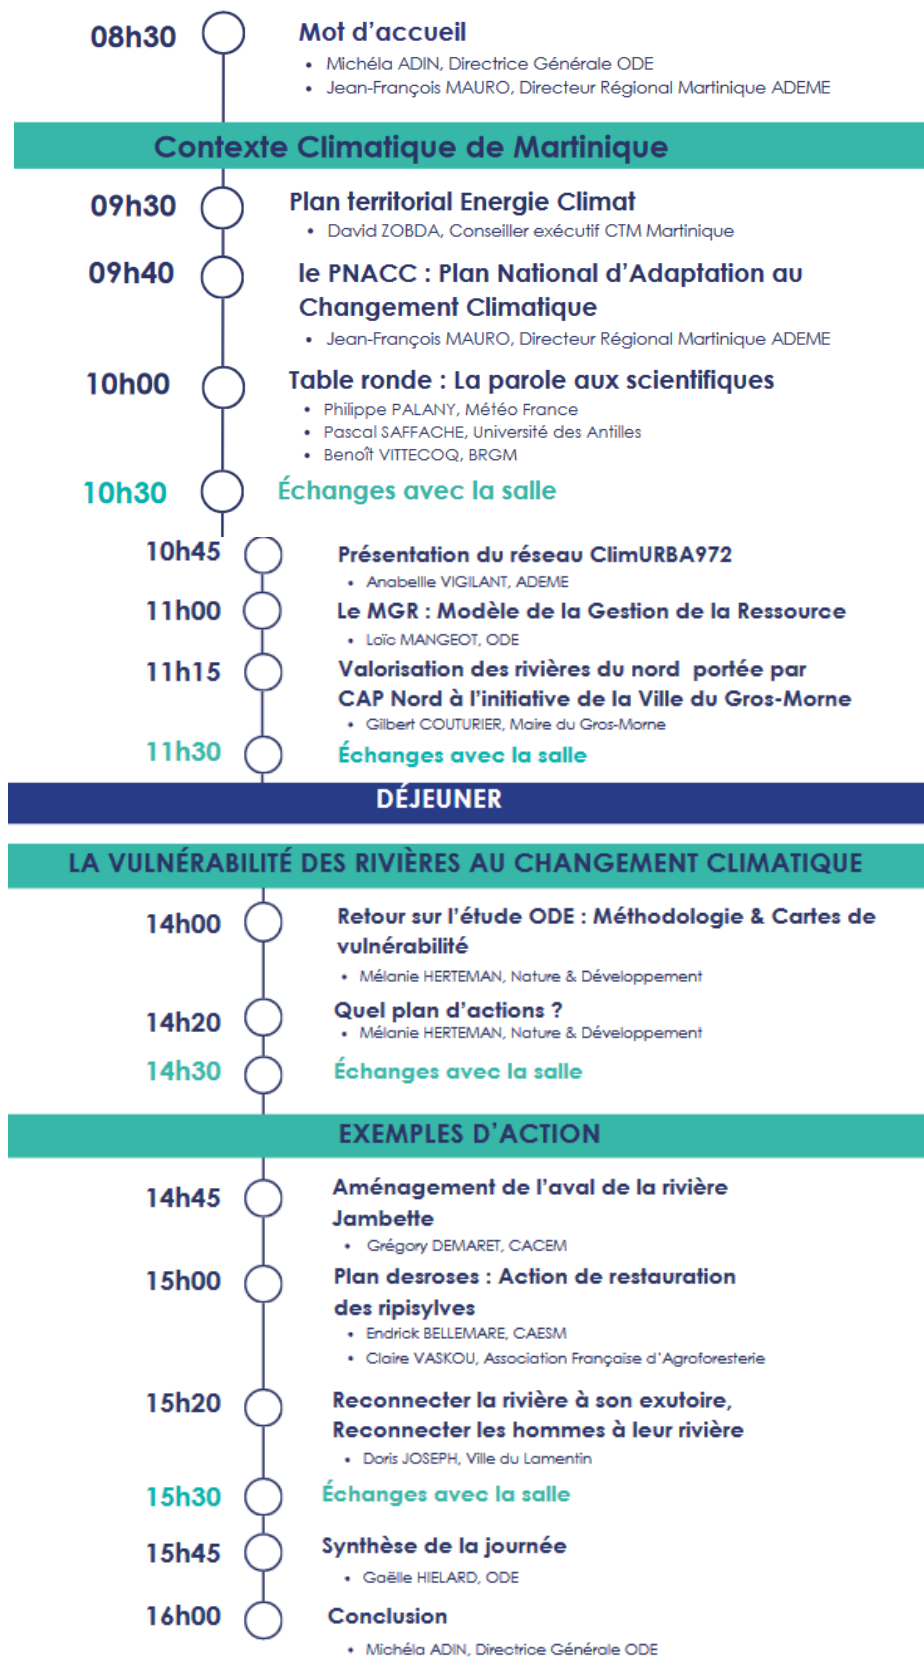 08h30 Mot d’accueil
• Michéla ADIN, Directrice Générale ODE
• Jean-François MAURO, Directeur Régional Martinique ADEME
Contexte Climatique de Martinique
09h30 Plan territorial Energie Climat
• David ZOBDA, Conseiller exécutif CTM Martinique
09h40 le PNACC : Plan National d’Adaptation au
Changement Climatique
• Jean-François MAURO, Directeur Régional Martinique ADEME
10h00 Table ronde : La parole aux scientifiques
• Philippe PALANY, Météo France
• Pascal SAFFACHE, Université des Antilles
• Benoît VITTECOQ, BRGM
10h30 Échanges avec la salle
10h45 Présentation du réseau ClimURBA972
• Anabellle VIGILANT, ADEME
11h00 Le MGR : Modèle de la Gestion de la Ressource
• Loïc MANGEOT, ODE
11h15 Valorisation des rivières du nord portée par
CAP Nord à l’initiative de la Ville du Gros-Morne
• Gilbert COUTURIER, Maire du Gros-Morne
11h30 Échanges avec la salle
DÉJEUNER
LA VULNÉRABILITÉ DES RIVIÈRES AU CHANGEMENT CLIMATIQUE
14h00 Retour sur l’étude ODE : Méthodologie & Cartes de
vulnérabilité
• Mélanie HERTEMAN, Nature & Développement
14h20 Quel plan d’actions ?
• Mélanie HERTEMAN, Nature & Développement
14h30 Échanges avec la salle
EXEMPLES D’ACTION
14h45 Aménagement de l’aval de la rivière
Jambette
• Grégory DEMARET, CACEM
15h00 Plan desroses : Action de restauration
des ripisylves
• Endrick BELLEMARE, CAESM
• Claire VASKOU, Association Française d’Agroforesterie
15h20 Reconnecter la rivière à son exutoire,
Reconnecter les hommes à leur rivière
• Doris JOSEPH, Ville du Lamentin
15h30 Échanges avec la salle
15h45 Synthèse de la journée
• Gaëlle HIELARD, ODE
16h00 Conclusion
• Michéla ADIN, Directrice Générale ODE